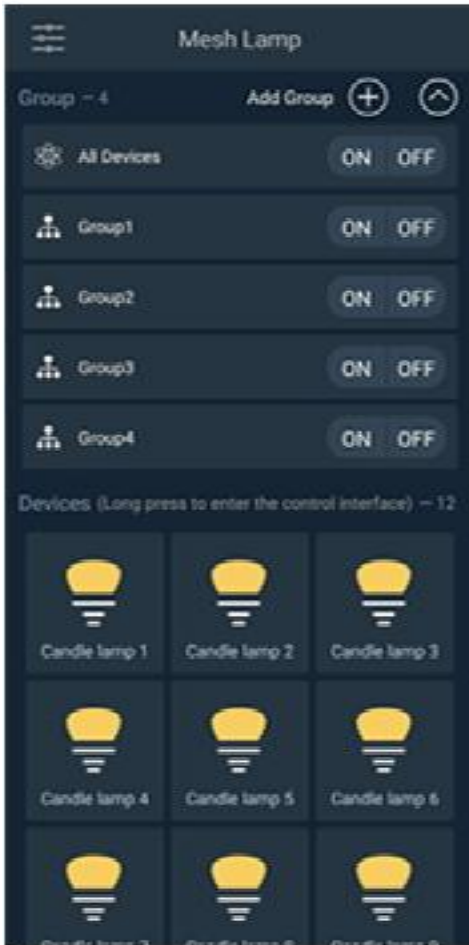 Mesh Lamp
Group – 4 Add Group
All Devices ON OFF
Group1 ON OFF
Group2 ON OFF
Group3 ON OFF
Group4 ON OFF
Devices (Long press to enter the control interface) – 12
Candle lamp 1 Candle lamp 2 Candle lamp 3
Candle lamp 4 Candle lamp 5 Candle lamp 6